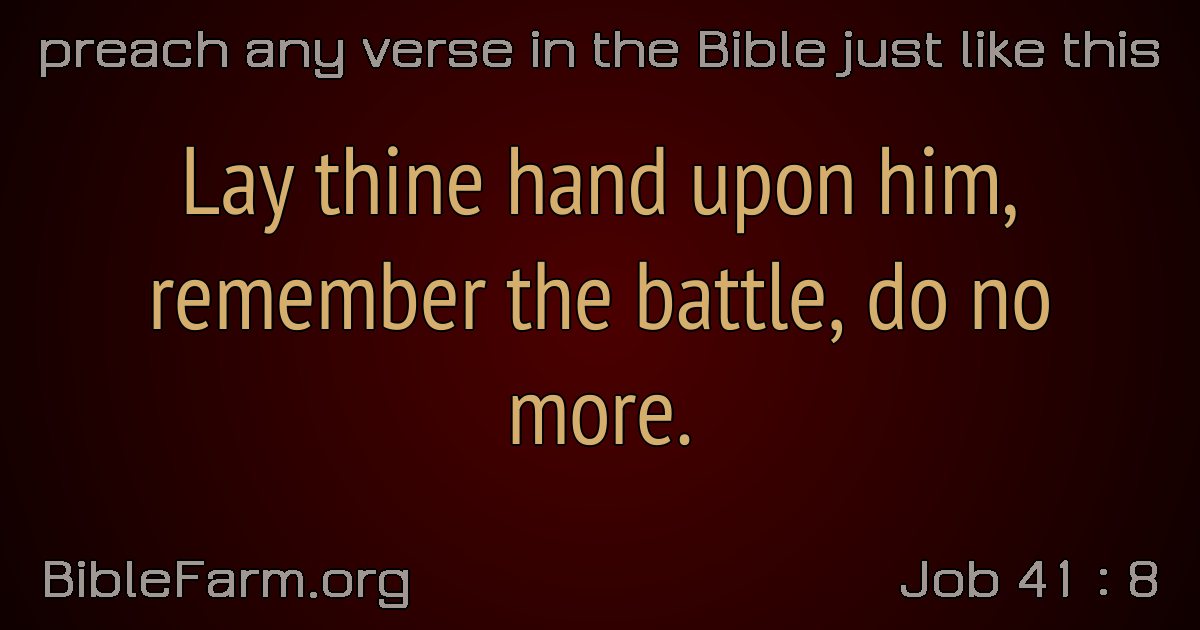 preach any verse in the Bible just like this
Lay thine hand upon him,
remember the battle, do no
more.
BibleFarm.org
Job 41 : 8